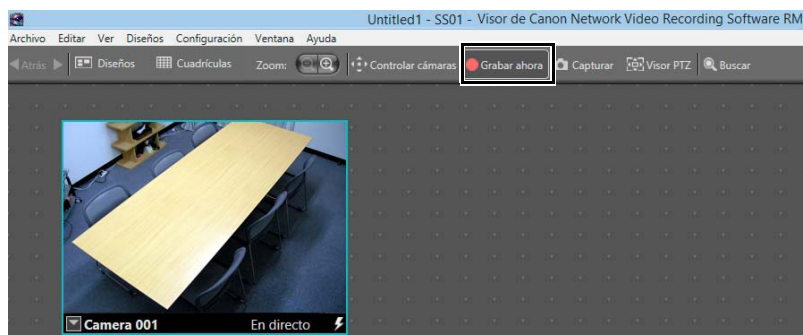 Untitled1 - SS01 - Visor de Canon Network Video Recording Software RM
Archivo Editar Ver Diseños Configuración Ventana Ayuda
Atrás Diseños Cuadrículas Zoom: Controlar cámaras Grabar ahora Capturar Visor PTZ Buscar
Camera 001 En directo